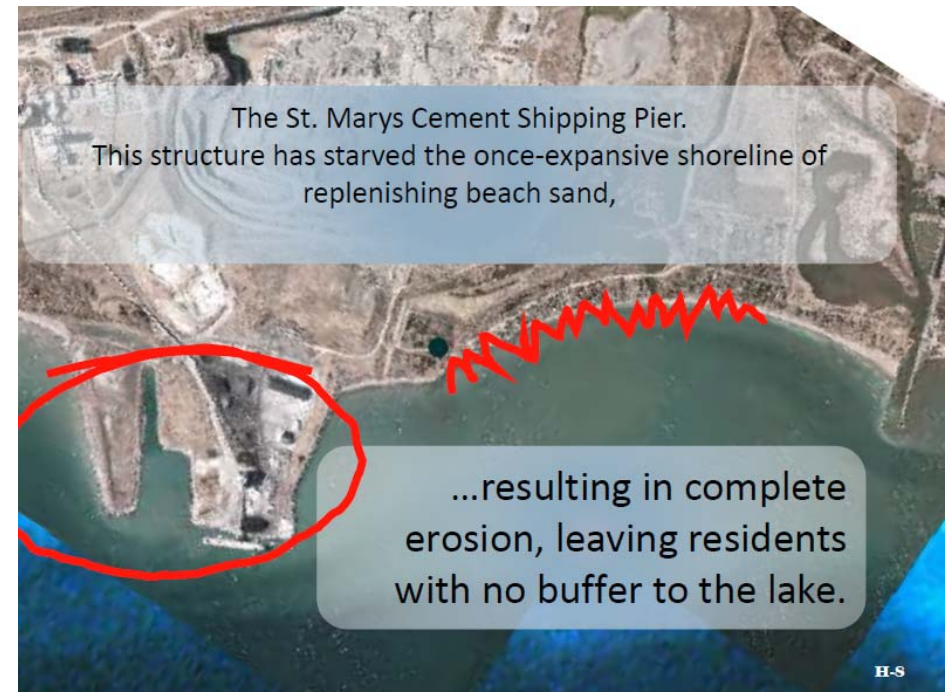 The St. Marys Cement Shipping Pier.
This structure has starved the once-expansive shoreline of
replenishing beach sand,
...resulting in complete
erosion, leaving residents
with no buffer to the lake.
H-S